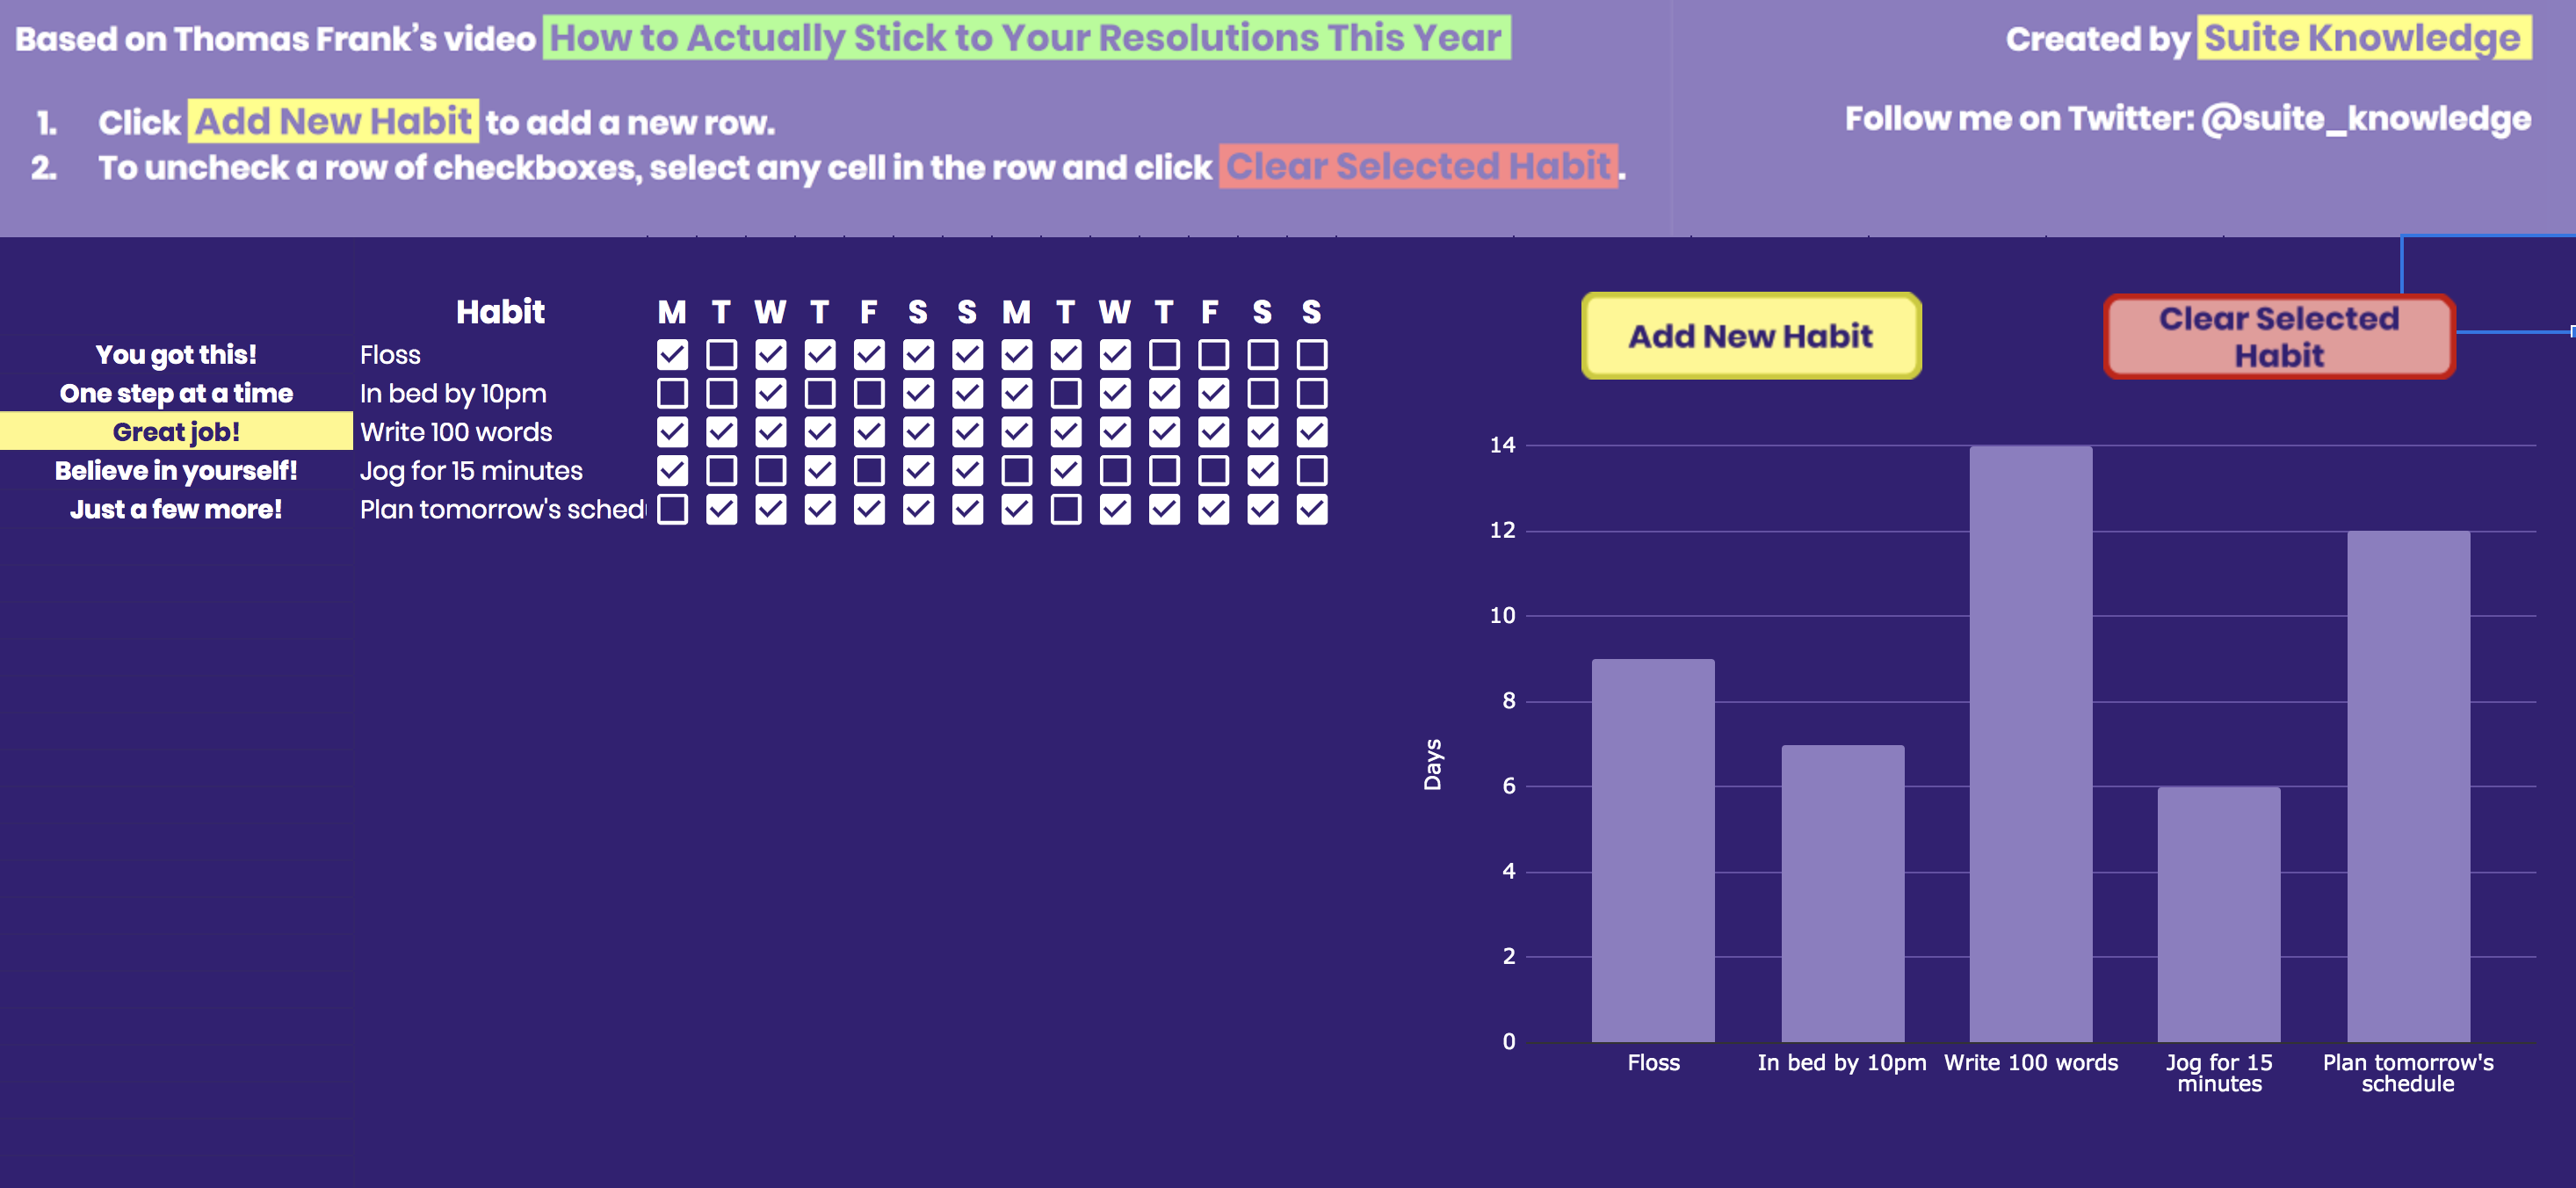 Based on Thomas Frank's video How to Actually Stick to Your Resolutions This Year
Created by Suite Knowledge
1. Click Add New Habit to add a new row.
Follow me on Twitter: @suite_knowledge
2. To uncheck a row of checkboxes, select any cell in the row and click Clear Selected Habit.
Habit M T W T F S S M T W T F S S
You got this! Floss
One step at a time In bed by 10pm
Great job! Write 100 words
Believe in yourself! Jog for 15 minutes
Just a few more! Plan tomorrow's sched
Add New Habit
Clear Selected
Habit
14
12
10
8
6
4
2
0
Days
Floss
In bed by 10pm
Write 100 words
Jog for 15
minutes
Plan tomorrow's
schedule